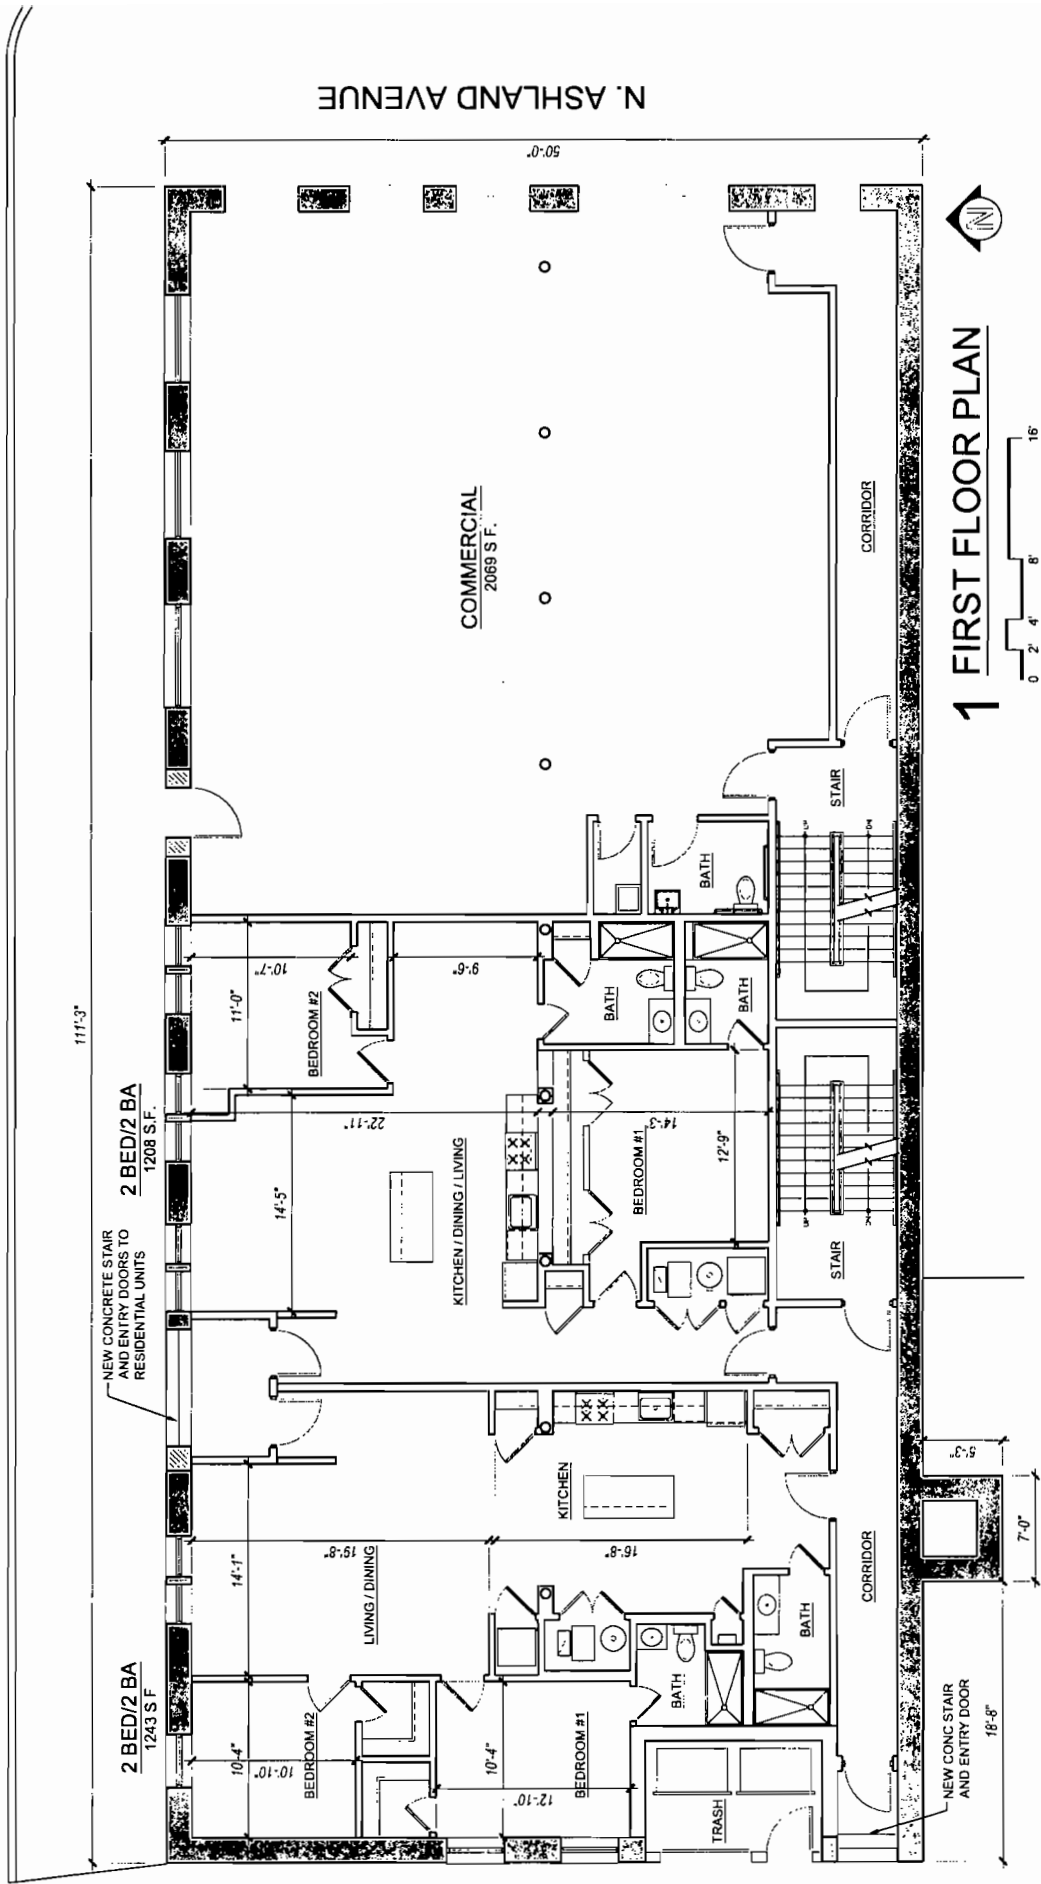 N. ASHLAND AVENUE
50'-0"
111'-3"
2 BED/2 BA
1243 S F
NEW CONCRETE STAIR
AND ENTRY DOORS TO
RESIDENTIAL UNITS
2 BED/2 BA
1208 S.F.
10'-4"
14'-1"
14'-5"
11'-0"
10'-10"
19'-8"
22'-11"
10'-7"
9'-6"
BEDROOM #2
LIVING / DINING
KITCHEN / DINING / LIVING
BEDROOM #2
COMMERCIAL
2069 S F.
10'-4"
12'-10"
16'-8"
14'-3
12'-9"
BEDROOM #1
KITCHEN
BEDROOM #1
BATH
BATH
BATH
BATH
BATH
TRASH
STAIR
STAIR
UP
DN
UP
DN
CORRIDOR
CORRIDOR
NEW CONC STAIR
AND ENTRY DOOR
18'-8"
7'-0"
5'-3"
1 FIRST FLOOR PLAN
0 2' 4' 8' 16'
N